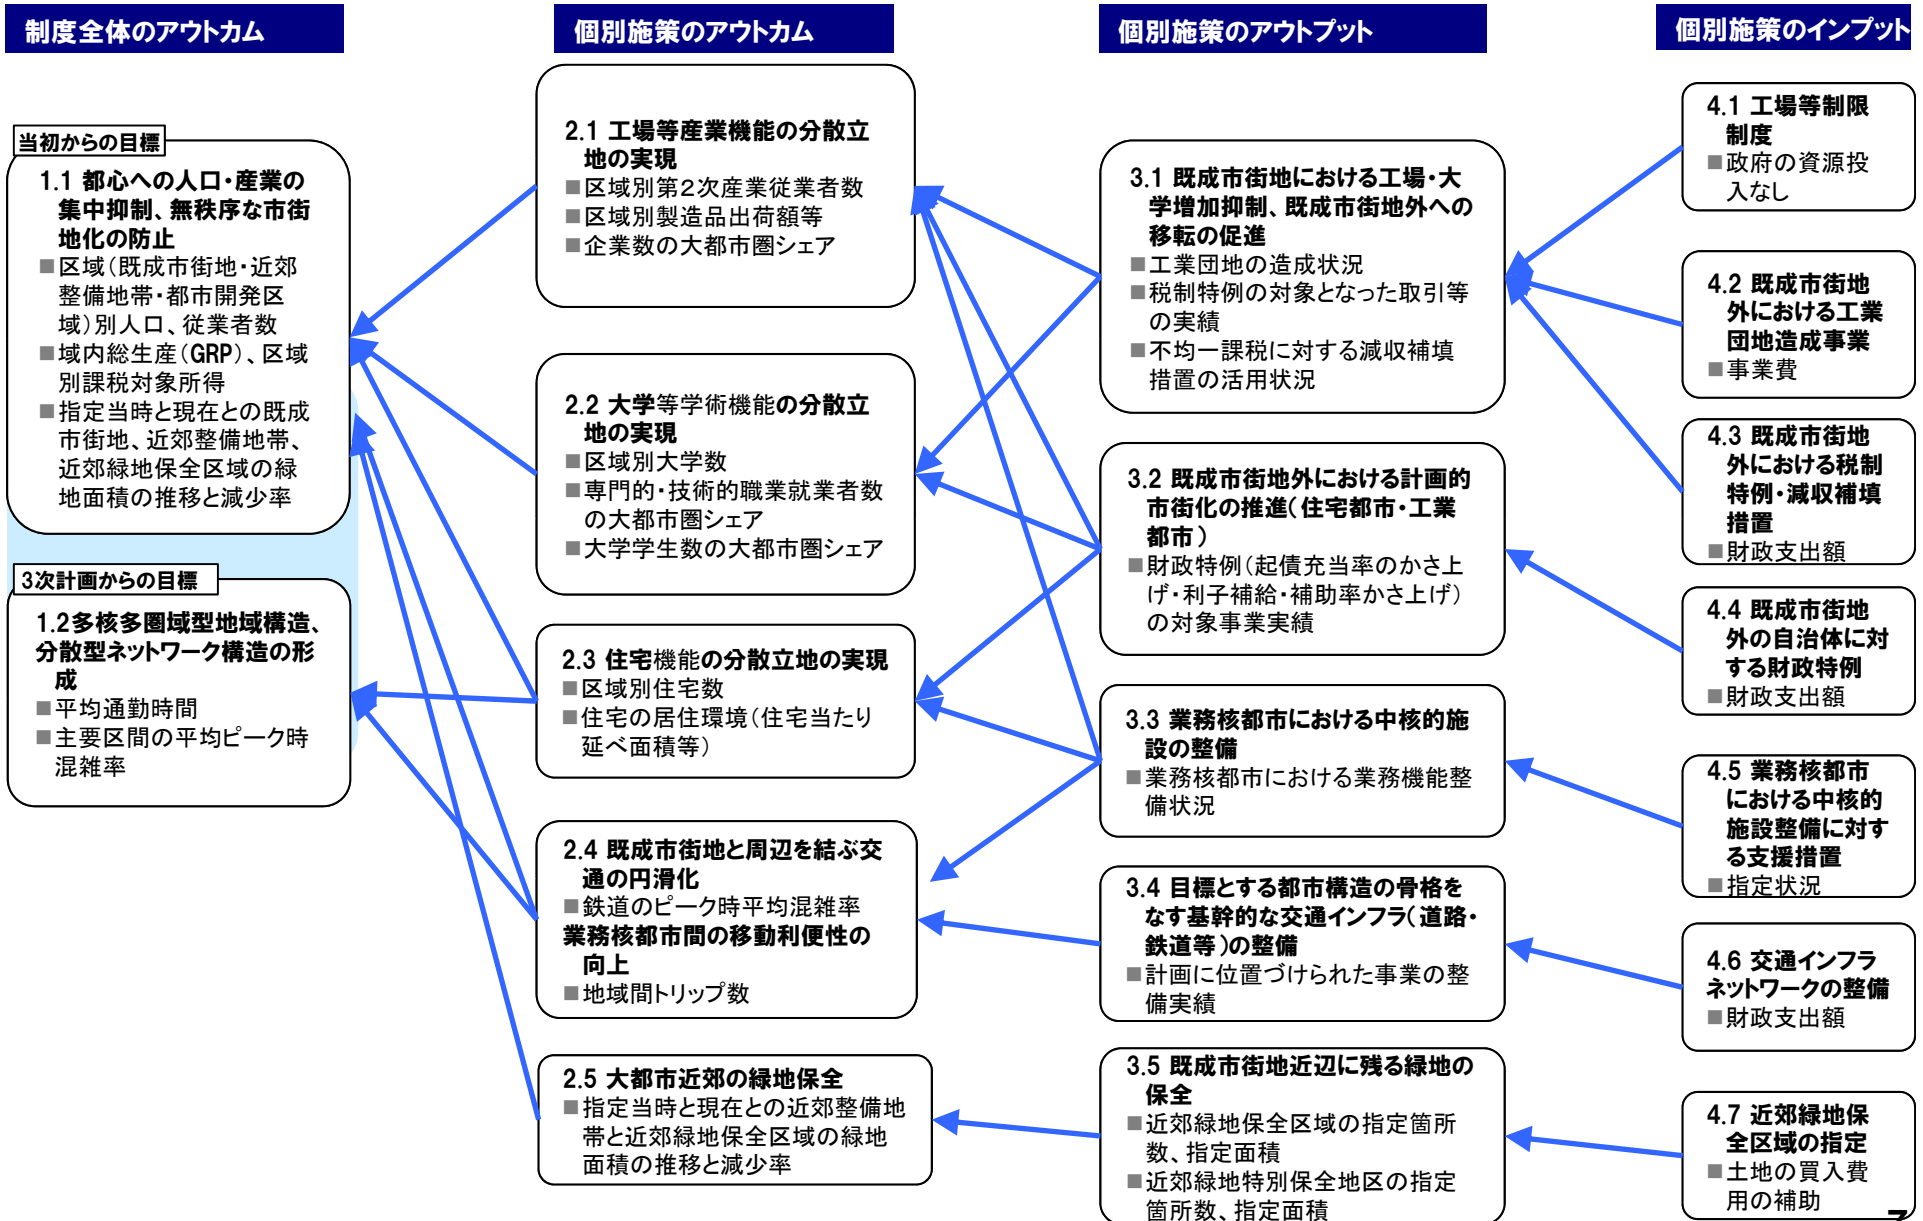 制度全体のアウトカム
個別施策のアウトカム
個別施策のアウトプット
個別施策のインプット
当初からの目標
1.1 都心への人口・産業の
集中抑制、無秩序な市街
地化の防止
■区域(既成市街地・近郊
整備地帯・都市開発区
域)別人口、従業者数
■域内総生産(GRP)、区域
別課税対象所得
■指定当時と現在との既成
市街地、近郊整備地帯、
近郊緑地保全区域の緑
地面積の推移と減少率
3次計画からの目標
1.2多核多圏域型地域構造、
分散型ネットワーク構造の形
成
■平均通勤時間
■主要区間の平均ピーク時
混雑率
2.1 工場等産業機能の分散立
地の実現
■区域別第2次産業従業者数
■区域別製造品出荷額等
■企業数の大都市圏シェア
2.2 大学等学術機能の分散立
地の実現
■区域別大学数
■専門的・技術的職業就業者数
の大都市圏シェア
■大学学生数の大都市圏シェア
2.3 住宅機能の分散立地の実現
■区域別住宅数
■住宅の居住環境(住宅当たり
延べ面積等)
2.4 既成市街地と周辺を結ぶ交
通の円滑化
■鉄道のピーク時平均混雑率
業務核都市間の移動利便性の
向上
■地域間トリップ数
2.5 大都市近郊の緑地保全
■指定当時と現在との近郊整備地
帯と近郊緑地保全区域の緑地
面積の推移と減少率
3.1 既成市街地における工場・大
学増加抑制、既成市街地外への
移転の促進
■工業団地の造成状況
■税制特例の対象となった取引等
の実績
■不均一課税に対する減収補填
措置の活用状況
3.2 既成市街地外における計画的
市街化の推進(住宅都市・工業
都市)
■財政特例(起債充当率のかさ上
げ・利子補給・補助率かさ上げ)
の対象事業実績
3.3 業務核都市における中核的施
設の整備
■業務核都市における業務機能整
備状況
3.4 目標とする都市構造の骨格を
なす基幹的な交通インフラ(道路・
鉄道等)の整備
■計画に位置づけられた事業の整
備実績
3.5 既成市街地近辺に残る緑地の
保全
■近郊緑地保全区域の指定箇所
数、指定面積
■近郊緑地特別保全地区の指定
箇所数、指定面積
4.1 工場等制限
制度
■政府の資源投
入なし
4.2 既成市街地
外における工業
団地造成事業
■事業費
4.3 既成市街地
外における税制
特例・減収補填
措置
■財政支出額
4.4 既成市街地
外の自治体に対
する財政特例
■財政支出額
4.5 業務核都市
における中核的
施設整備に対す
る支援措置
■指定状況
4.6 交通インフラ
ネットワークの整備
■財政支出額
4.7 近郊緑地保
全区域の指定
■土地の買入費
用の補助